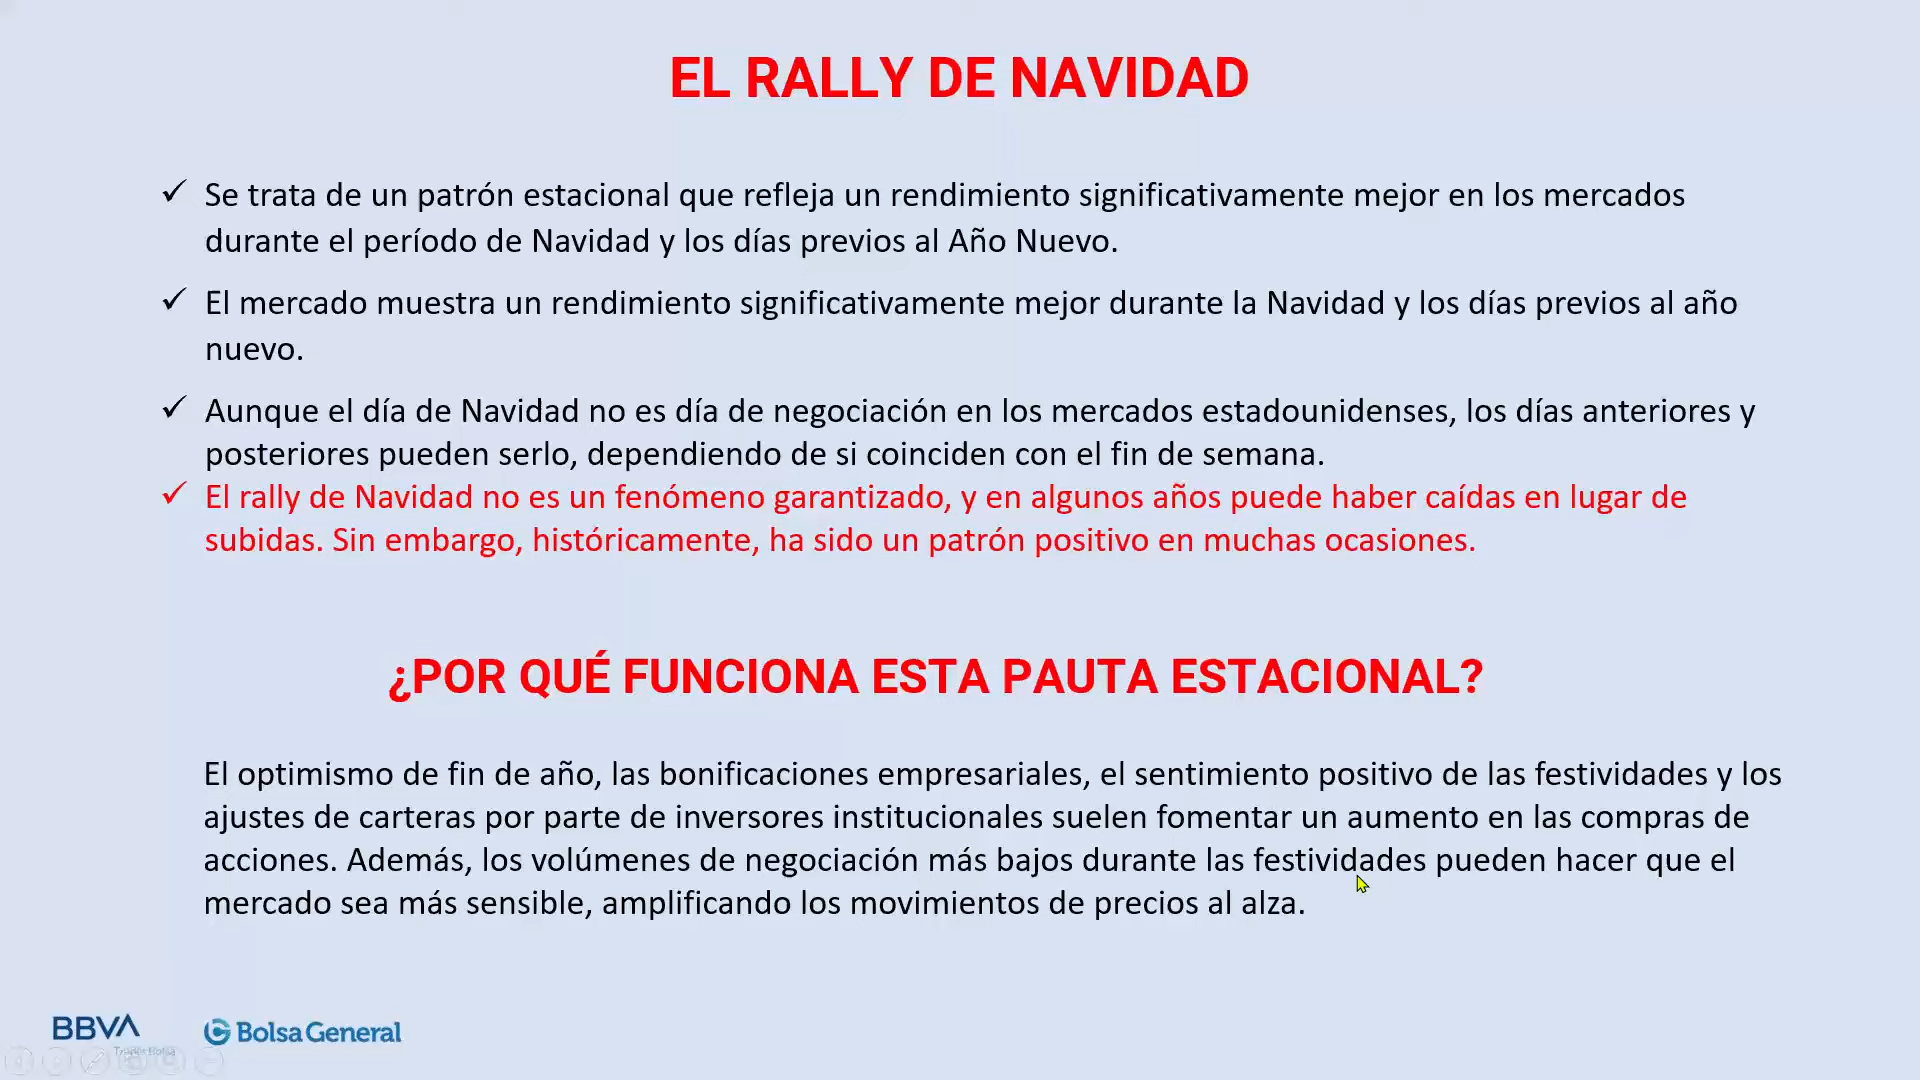 EL RALLY DE NAVIDAD
✓ Se trata de un patrón estacional que refleja un rendimiento significativamente mejor en los mercados
durante el período de Navidad y los días previos al Año Nuevo.
✓ El mercado muestra un rendimiento significativamente mejor durante la Navidad y los días previos al año
nuevo.
✓ Aunque el día de Navidad no es día de negociación en los mercados estadounidenses, los días anteriores y
posteriores pueden serlo, dependiendo de si coinciden con el fin de semana.
✓ El rally de Navidad no es un fenómeno garantizado, y en algunos años puede haber caídas en lugar de
subidas. Sin embargo, históricamente, ha sido un patrón positivo en muchas ocasiones.
¿POR QUÉ FUNCIONA ESTA PAUTA ESTACIONAL?
El optimismo de fin de año, las bonificaciones empresariales, el sentimiento positivo de las festividades y los
ajustes de carteras por parte de inversores institucionales suelen fomentar un aumento en las compras de
acciones. Además, los volúmenes de negociación más bajos durante las festividades pueden hacer que el
mercado sea más sensible, amplificando los movimientos de precios al alza.
BBVA
Bolsa General